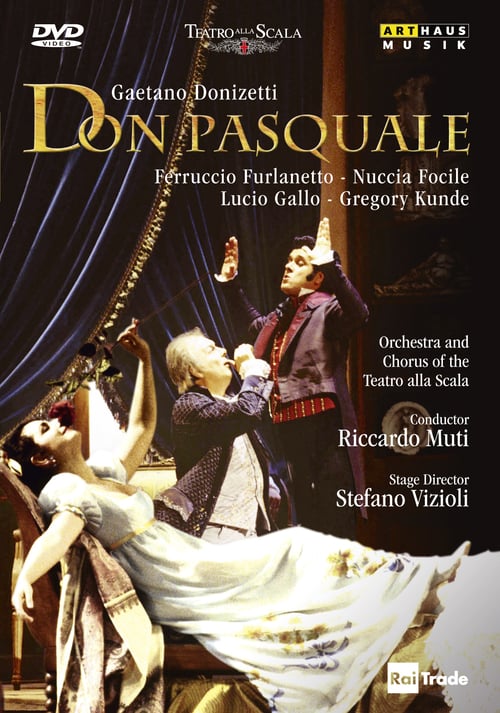 DVD
VIDEO
TEATRO ALLA SCALA
ARTHAUS
MUSIK
Gaetano Donizetti
DON PASQUALE
Ferruccio Furlanetto - Nuccia Focile
Lucio Gallo - Gregory Kunde
Orchestra and
Chorus of the
Teatro alla Scala
Conductor
Riccardo Muti
Stage Director
Stefano Vizioli
Rai Trade